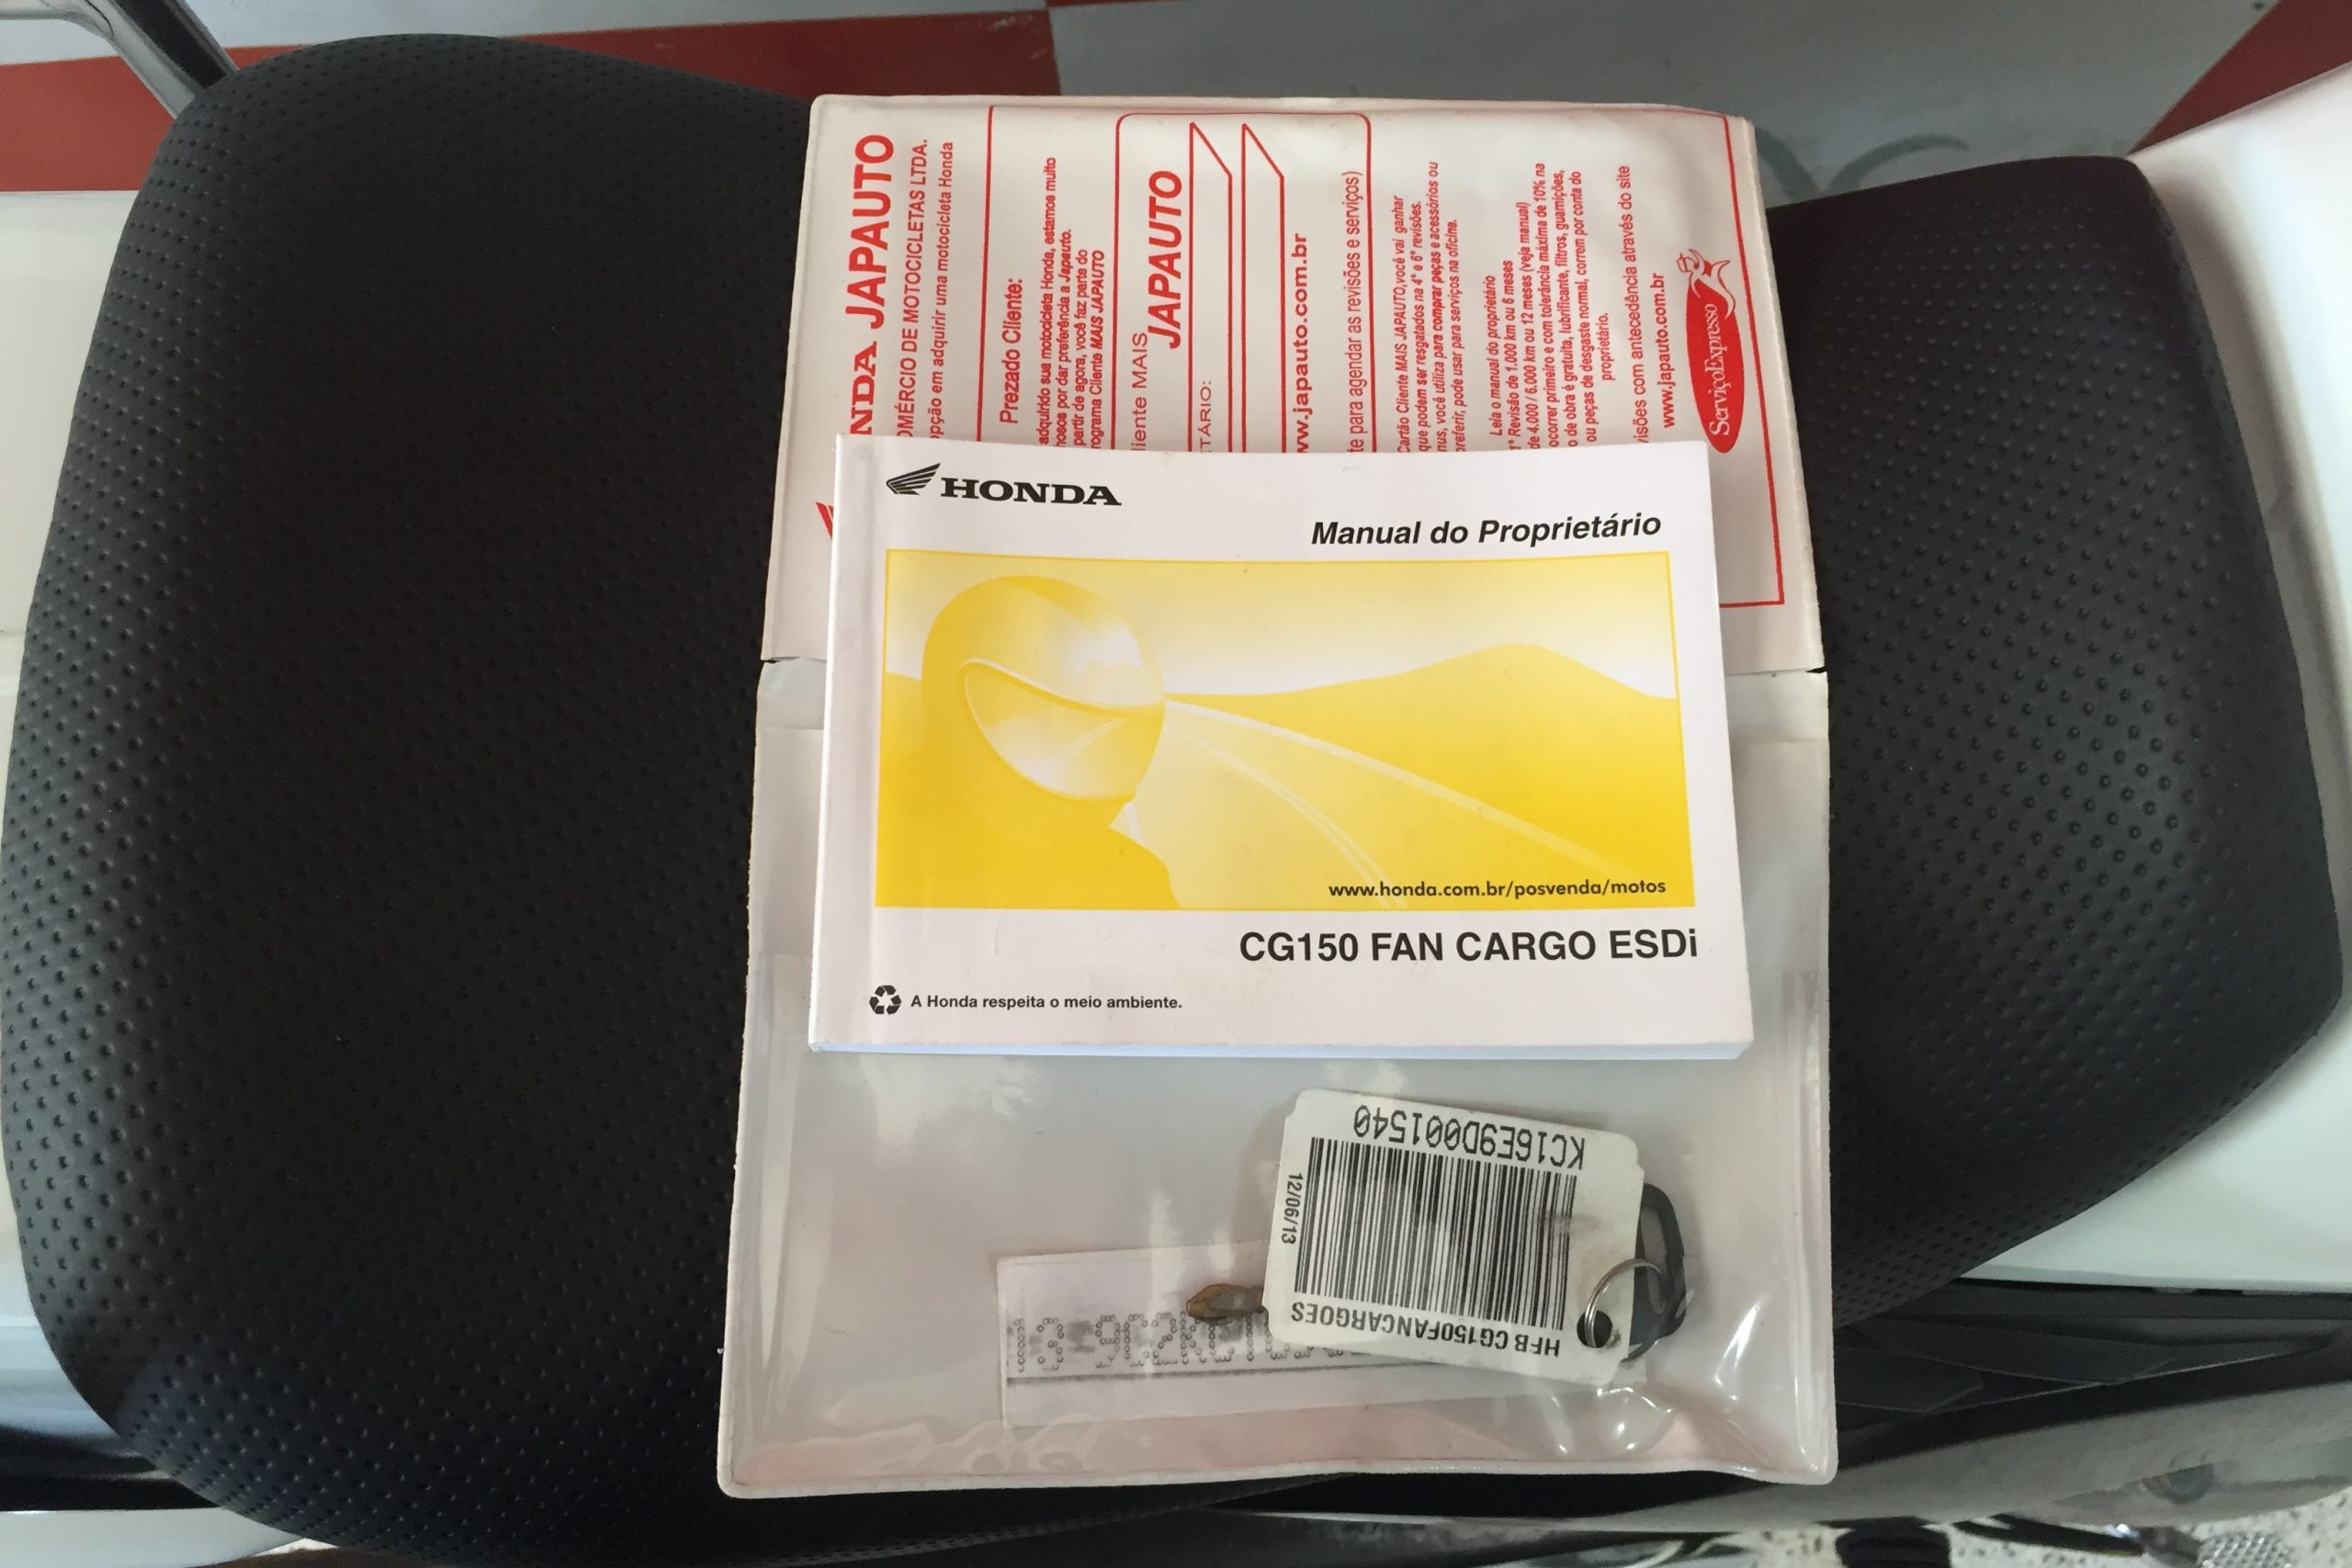 NDA JAPAUTO
OMÉRCIO DE MOTOCICLETAS LTDA.
opção em adquirir uma motocicleta Honda
Prezado Cliente:
adquirido sua motocicleta Honda, estamos muito
hosos por dar preferência a Japauto.
partir de agora, você faz parte do
rograma Cliente MAIS JAPAUTO
liente MAIS
JAPAUTO
TÁRIO:
ww.japauto.com.br
te para agendar as revisões e serviços)
Cartão Cliente MAIS JAPAUTO,você vai ganhar
que podem ser resgatados na 4ª e 6ª revisões.
nus, você utiliza para comprar peças e acessórios ou
preferir, pode usar para serviços na oficina.
Leia o manual do proprietário
1ª Revisão de 1.000 km ou 6 meses
de 4.000 / 6.000 km ou 12 meses (veja manual)
ocorrer primeiro e com tolerância máxima de 10% na
o de obra é gratuita, lubrificante, filtros, guarnições,
ou peças de desgaste normal, correm por conta do
proprietário.
visões com antecedência através do site
www.japauto.com.br
ServiçoExpresso
HONDA
Manual do Proprietário
www.honda.com.br/posvenda/motos
CG150 FAN CARGO ESDi
A Honda respeita o meio ambiente.
KC16E9D001540
12/06/13
HFB CG150FANCARGOES